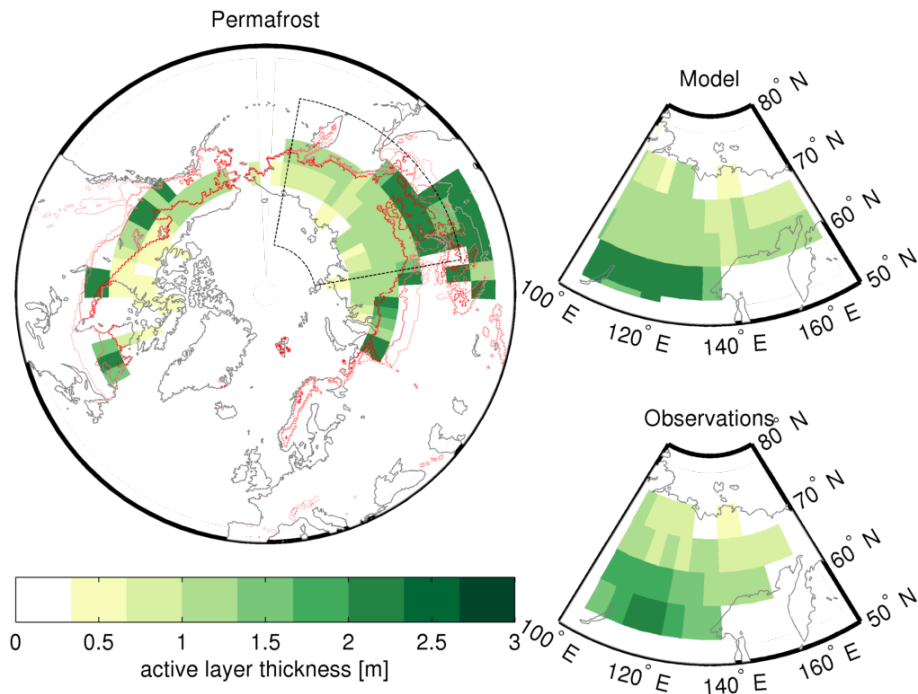 Permafrost
Model
80° N
70° N
60° N
50° N
100° E
120° E
140° E
160° E
Observations
80° N
70° N
60° N
50° N
100° E
120° E
140° E
160° E
0 0.5 1 1.5 2 2.5 3
active layer thickness [m]